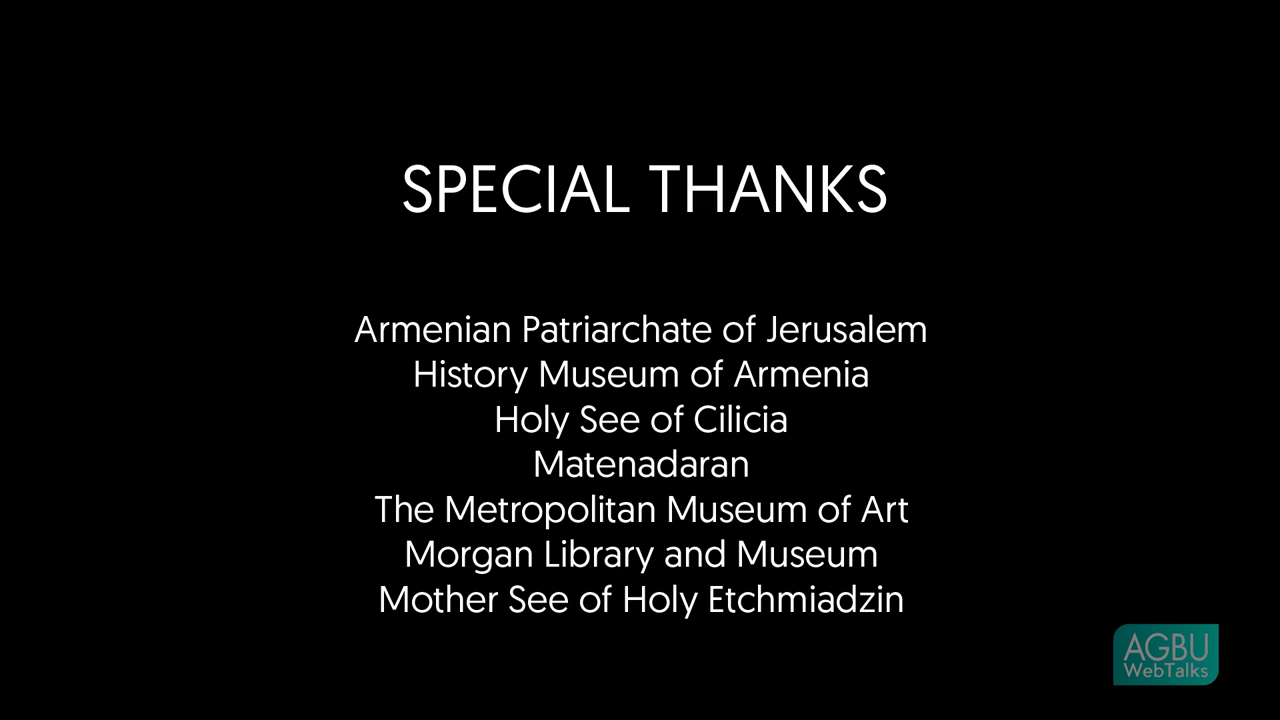 SPECIAL THANKS
Armenian Patriarchate of Jerusalem
History Museum of Armenia
Holy See of Cilicia
Matenadaran
The Metropolitan Museum of Art
Morgan Library and Museum
Mother See of Holy Etchmiadzin
AGBU
WebTalks